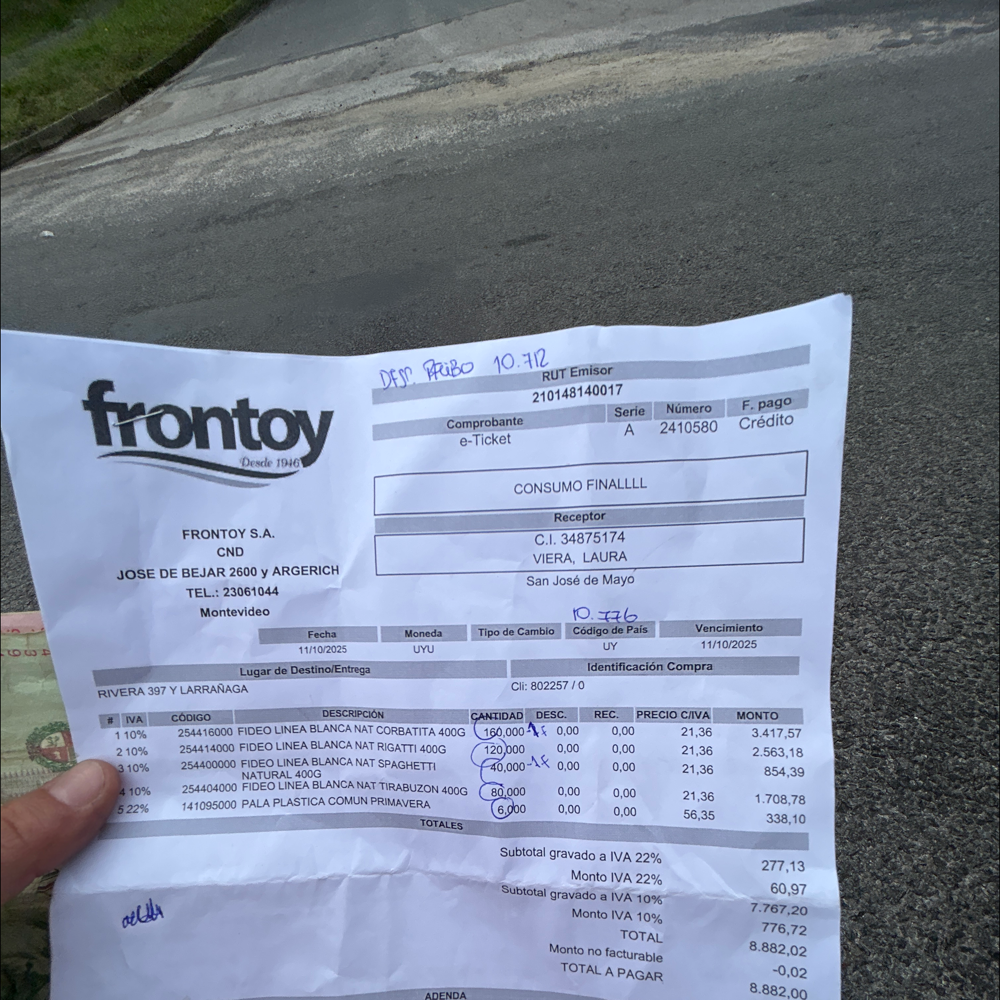 DESC. RECIBO 10.712
frontoy
Desde 1946
FRONTOY S.A.
CND
JOSE DE BEJAR 2600 y ARGERICH
TEL.: 23061044
Montevideo
RUT Emisor
210148140017
Comprobante Serie Número F. pago
e-Ticket A 2410580 Crédito
CONSUMO FINALLLL
Receptor
C.I. 34875174
VIERA, LAURA
San José de Mayo
10.776
Fecha Moneda Tipo de Cambio Código de País Vencimiento
11/10/2025 UYU UY 11/10/2025
Lugar de Destino/Entrega Identificación Compra
RIVERA 397 Y LARRAÑAGA Cli: 802257 / 0
# IVA CÓDIGO DESCRIPCIÓN CANTIDAD DESC. REC. PRECIO C/IVA MONTO
1 10% 254416000 FIDEO LINEA BLANCA NAT CORBATITA 400G 160,000 0,00 0,00 21,36 3.417,57
2 10% 254414000 FIDEO LINEA BLANCA NAT RIGATTI 400G 120,000 0,00 0,00 21,36 2.563,18
3 10% 254400000 FIDEO LINEA BLANCA NAT SPAGHETTI 40,000 0,00 0,00 21,36 854,39
NATURAL 400G
4 10% 254404000 FIDEO LINEA BLANCA NAT TIRABUZON 400G 80,000 0,00 0,00 21,36 1.708,78
5 22% 141095000 PALA PLASTICA COMUN PRIMAVERA 6,000 0,00 0,00 56,35 338,10
TOTALES
Subtotal gravado a IVA 22% 277,13
Monto IVA 22% 60,97
Subtotal gravado a IVA 10% 7.767,20
Monto IVA 10% 776,72
TOTAL 8.882,02
Monto no facturable -0,02
TOTAL A PAGAR 8.882,00
ADENDA